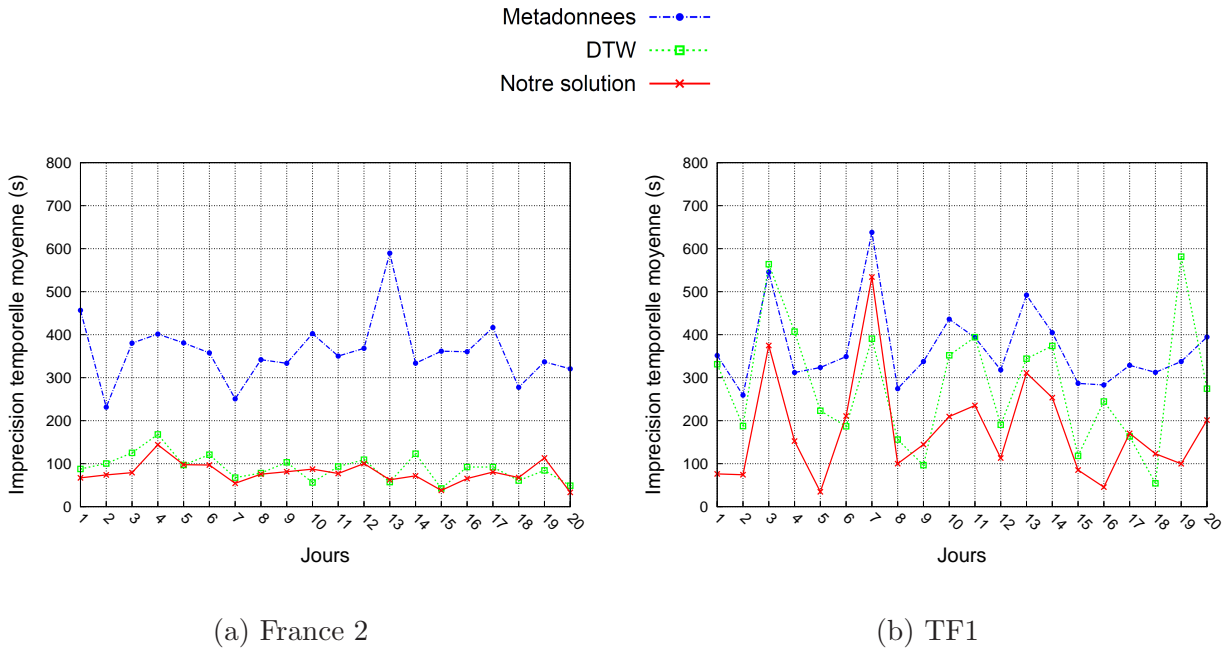 Metadonnees
DTW
Notre solution
Imprecision temporelle moyenne (s)
800
700
600
500
400
300
200
100
0
1 2 3 4 5 6 7 8 9 10 11 12 13 14 15 16 17 18 19 20
Jours
(a) France 2
Imprecision temporelle moyenne (s)
800
700
600
500
400
300
200
100
0
1 2 3 4 5 6 7 8 9 10 11 12 13 14 15 16 17 18 19 20
Jours
(b) TF1